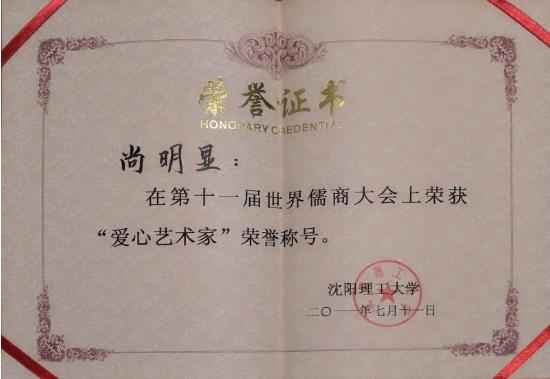 荣誉证书
HONORARY CREDENTIAL
尚明显：
在第十一届世界儒商大会上荣获
“爱心艺术家”荣誉称号。
沈阳理工大学
二〇一一年七月十一日